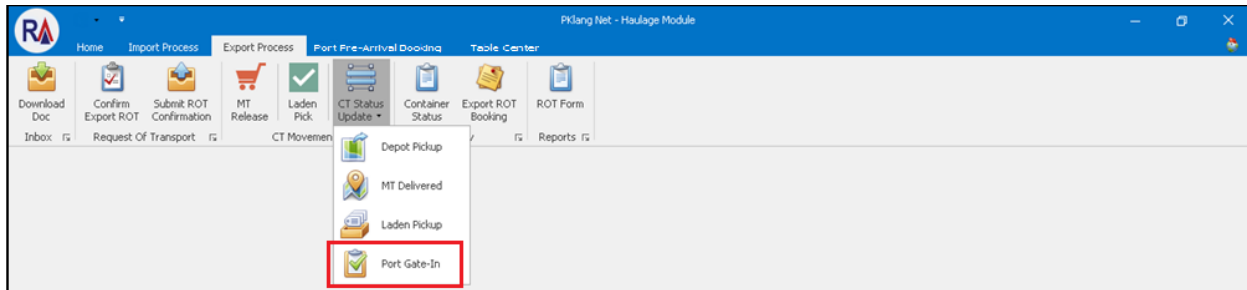 RA
PKlang Net - Haulage Module
Home Import Process Export Process Port Pre-Arrival Booking Table Center
Download Doc
Confirm Export ROT
Submit ROT Confirmation
MT Release
Laden Pick
CT Status Update
Container Status
Export ROT Booking
ROT Form
Inbox Request Of Transport CT Movemen y Reports
Depot Pickup
MT Delivered
Laden Pickup
Port Gate-In